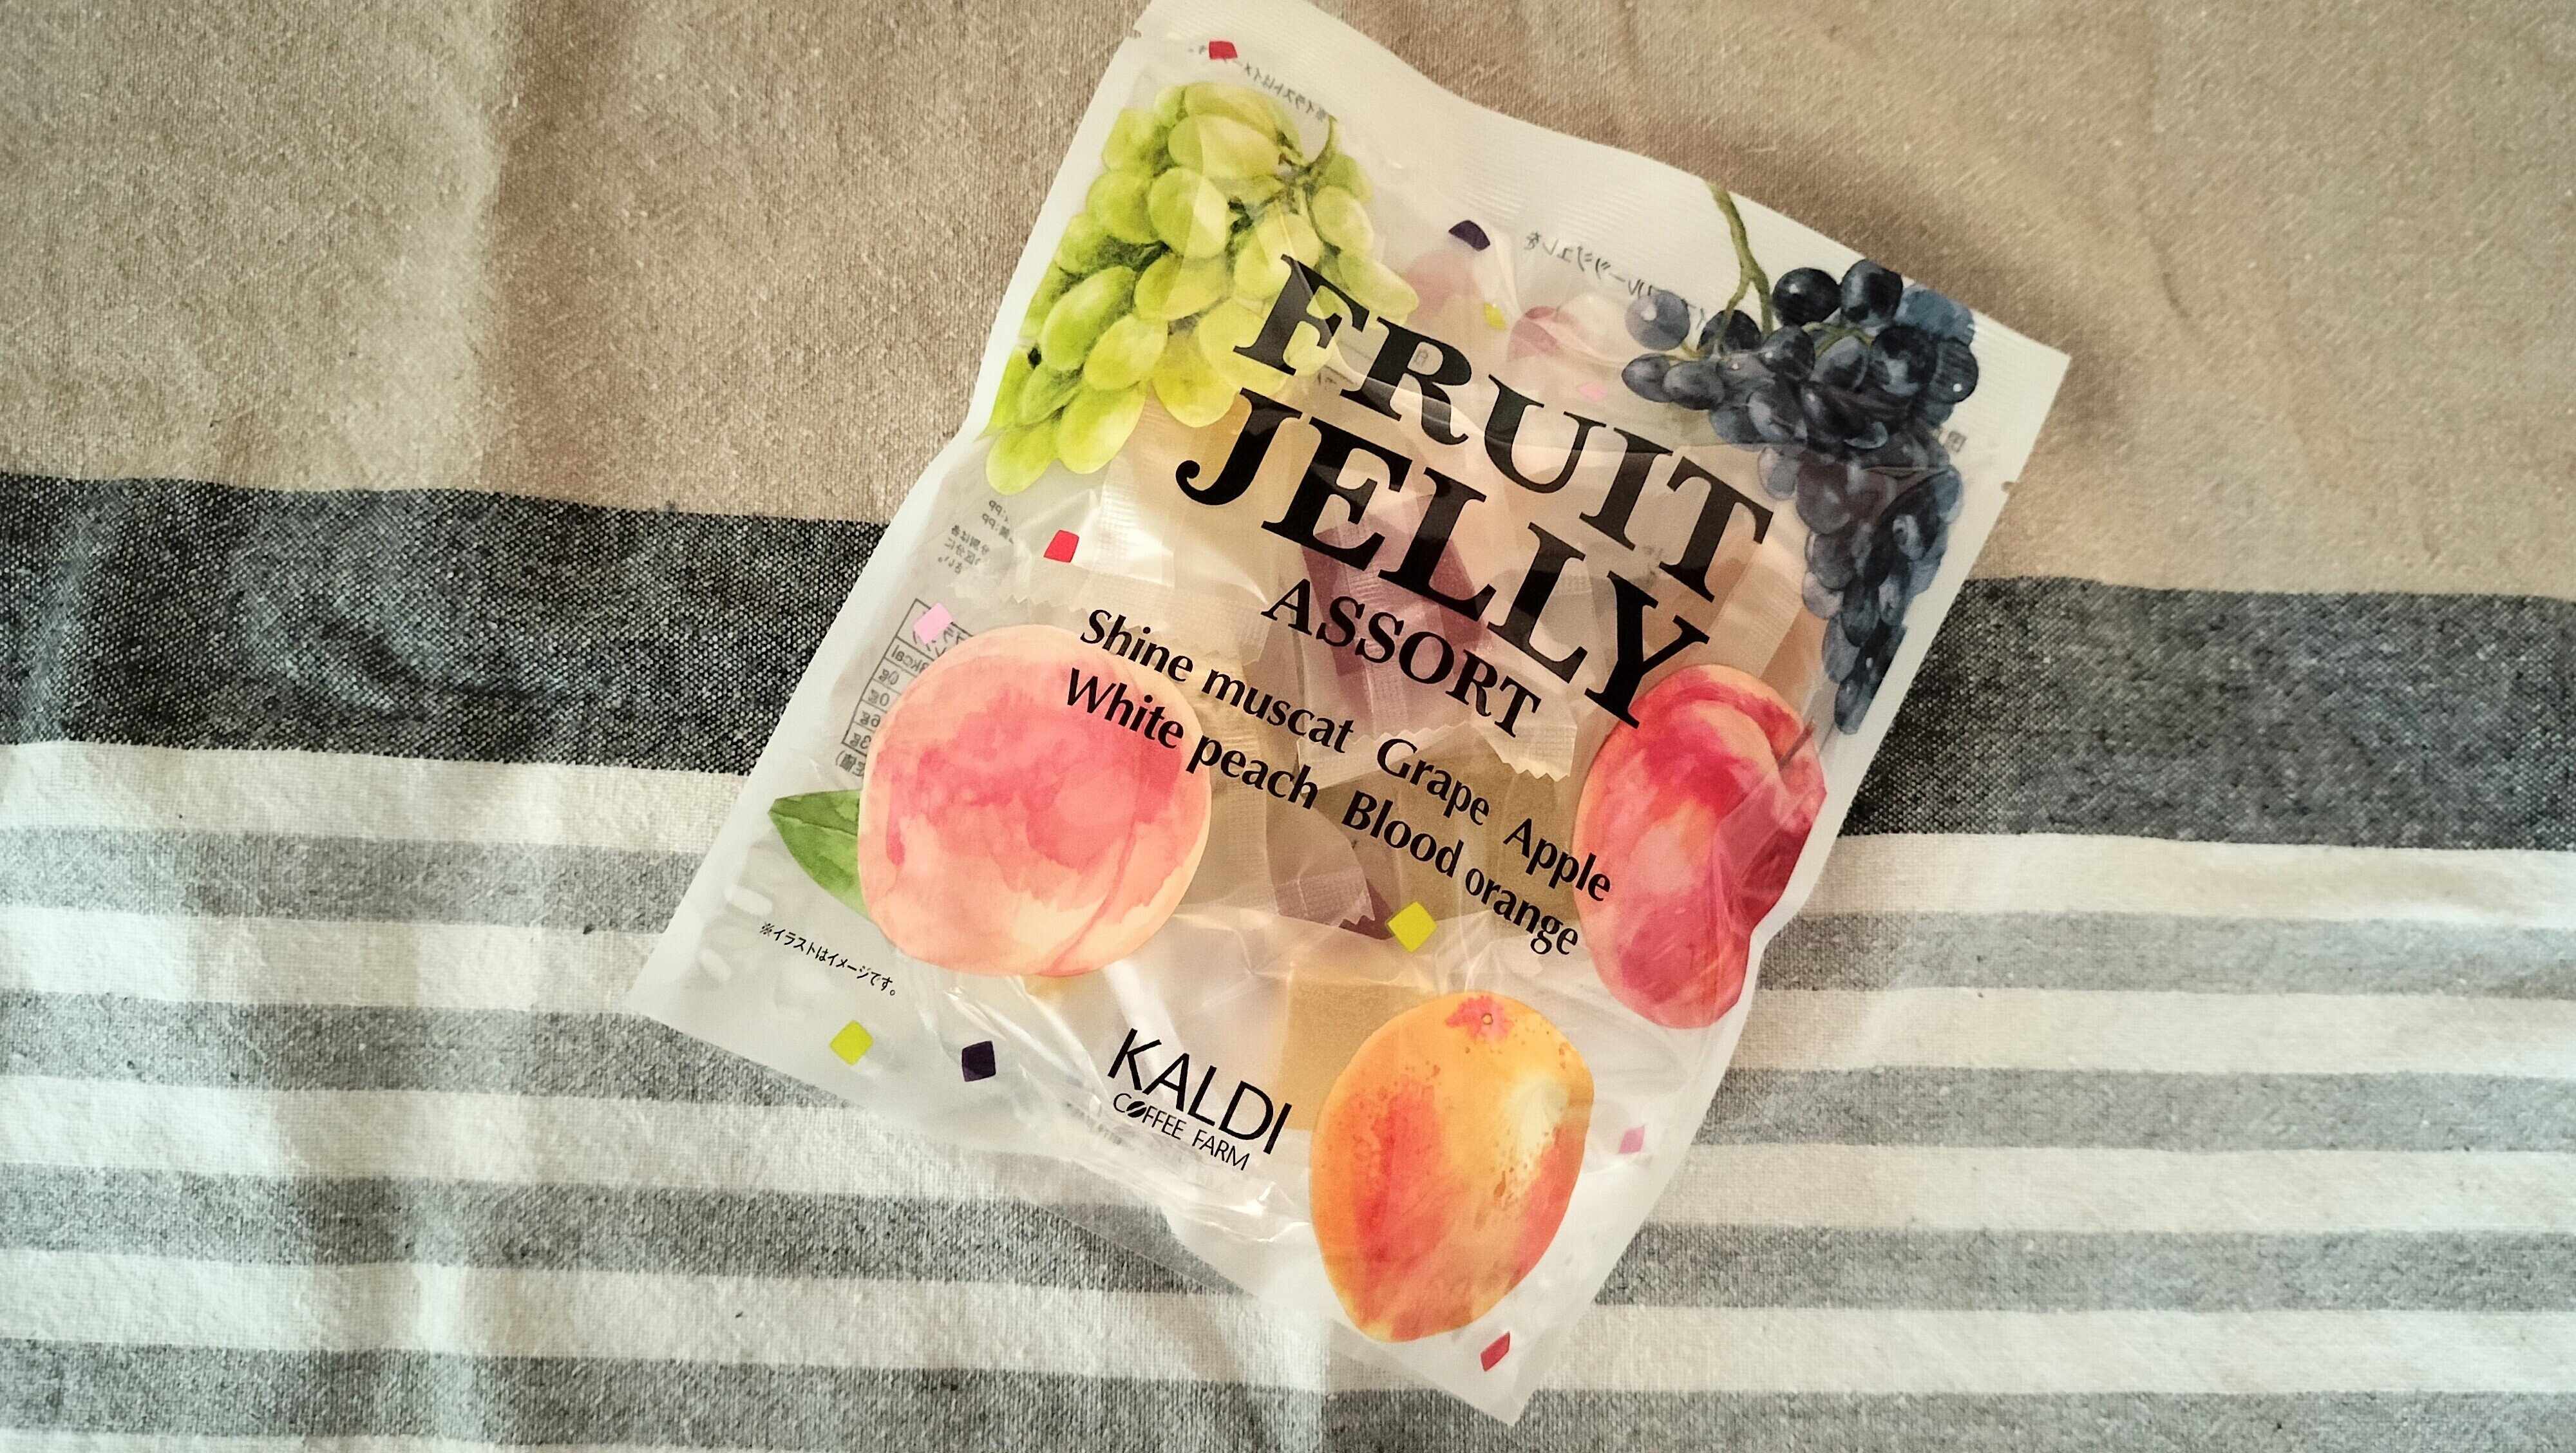 FRUIT
JELLY
ASSORT
Shine muscat Grape Apple
White peach Blood orange
※イラストはイメージです。
KALDI
COFFEE FARM